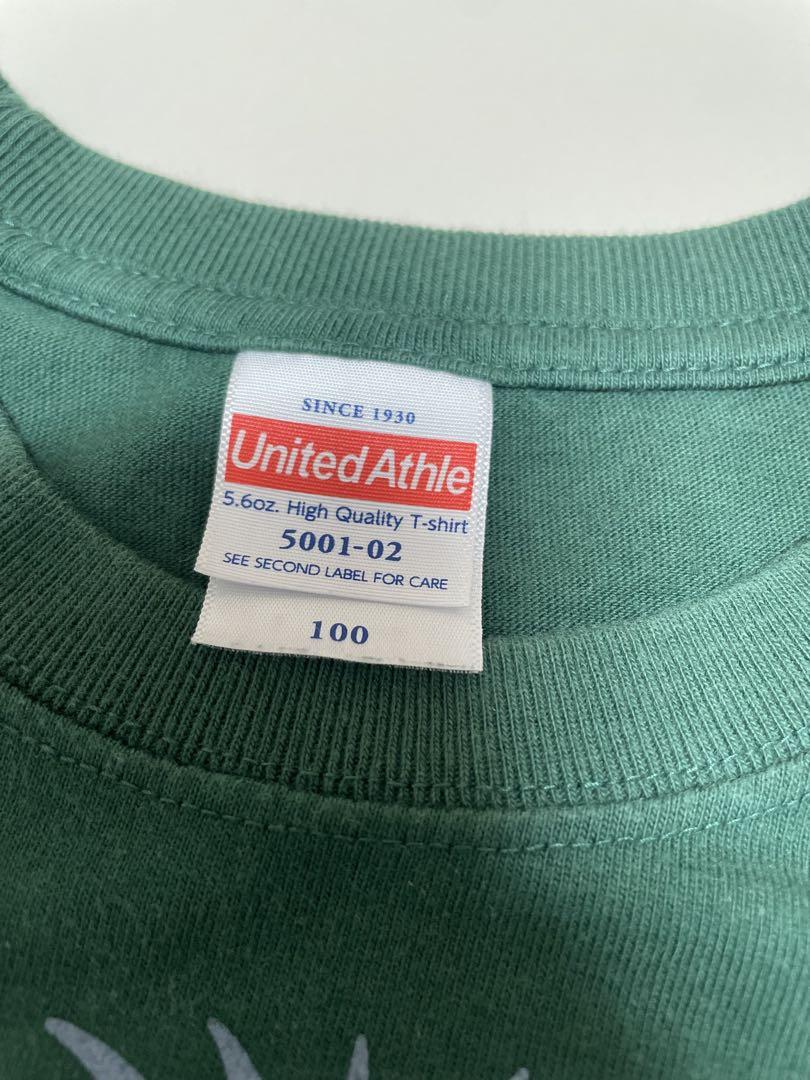 SINCE 1930
United Athle
5.6oz. High Quality T-shirt
5001-02
SEE SECOND LABEL FOR CARE
100